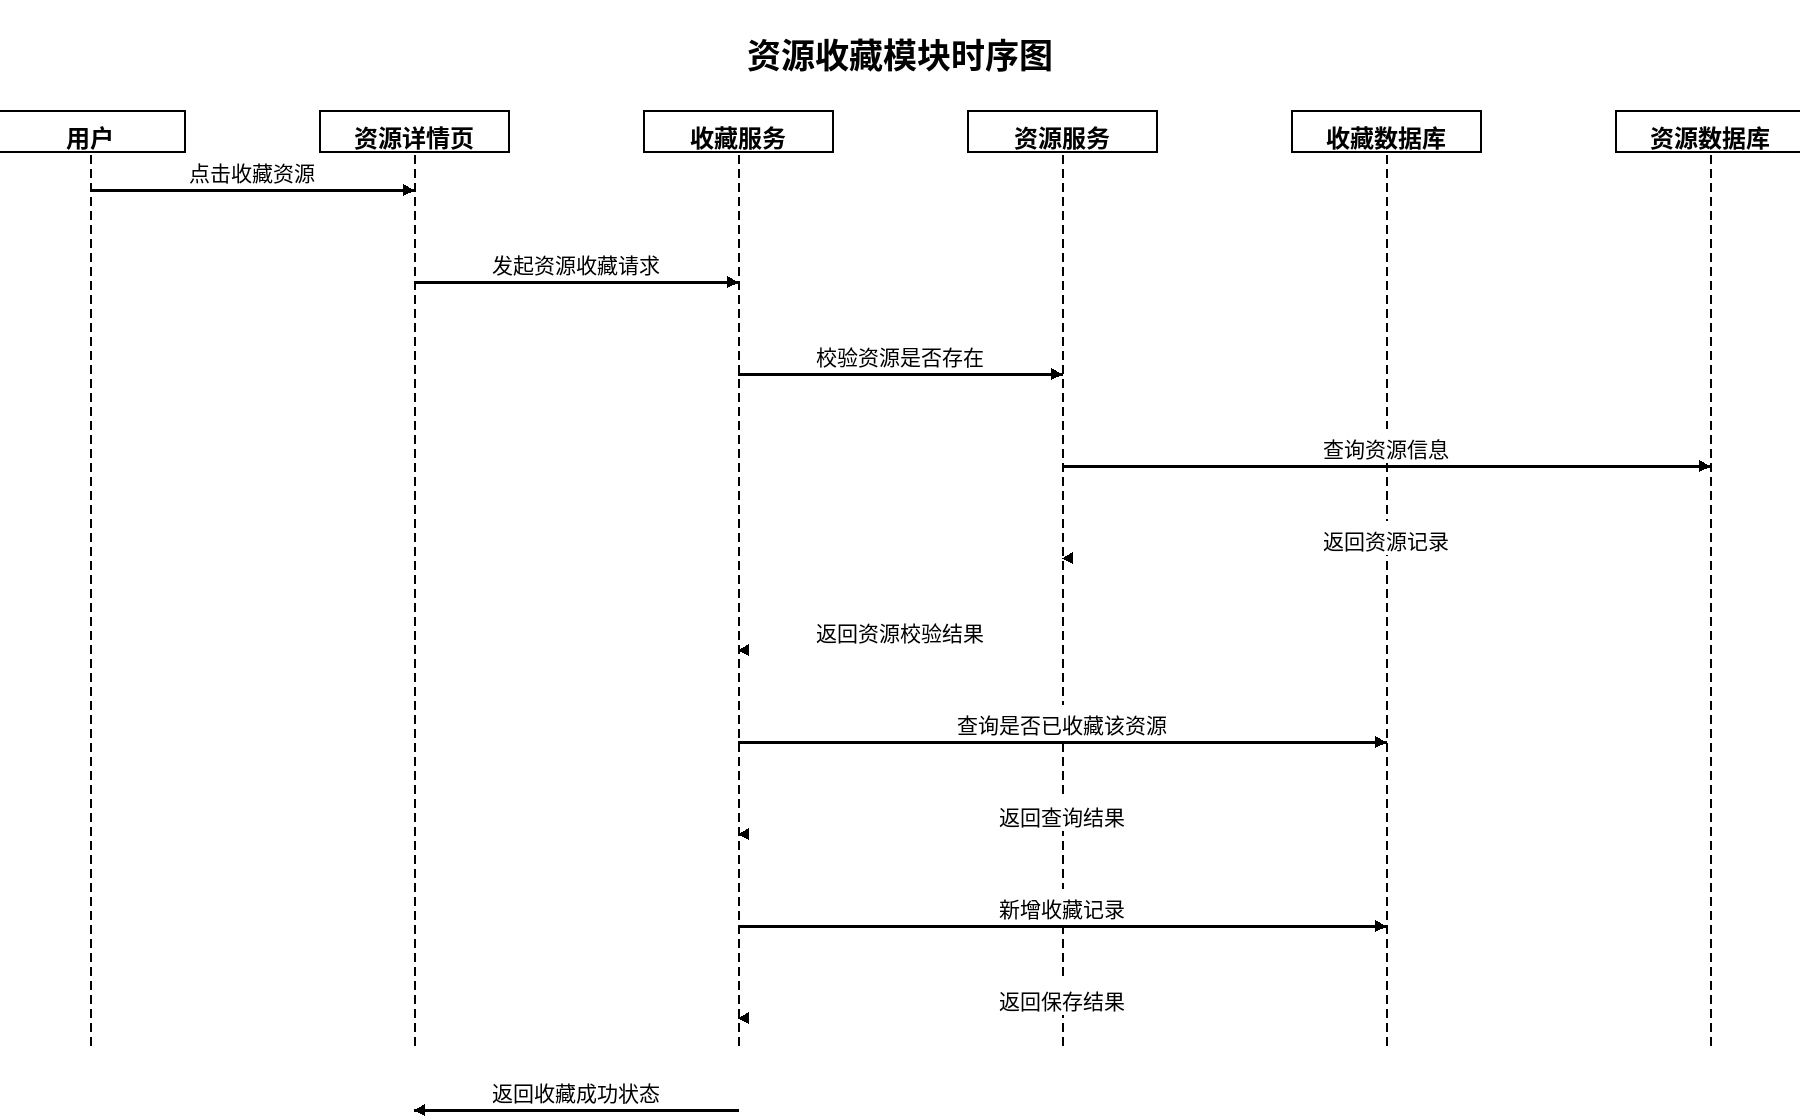 资源收藏模块时序图
用户
资源详情页
收藏服务
资源服务
收藏数据库
资源数据库
点击收藏资源
发起资源收藏请求
校验资源是否存在
查询资源信息
返回资源记录
返回资源校验结果
查询是否已收藏该资源
返回查询结果
新增收藏记录
返回保存结果
返回收藏成功状态